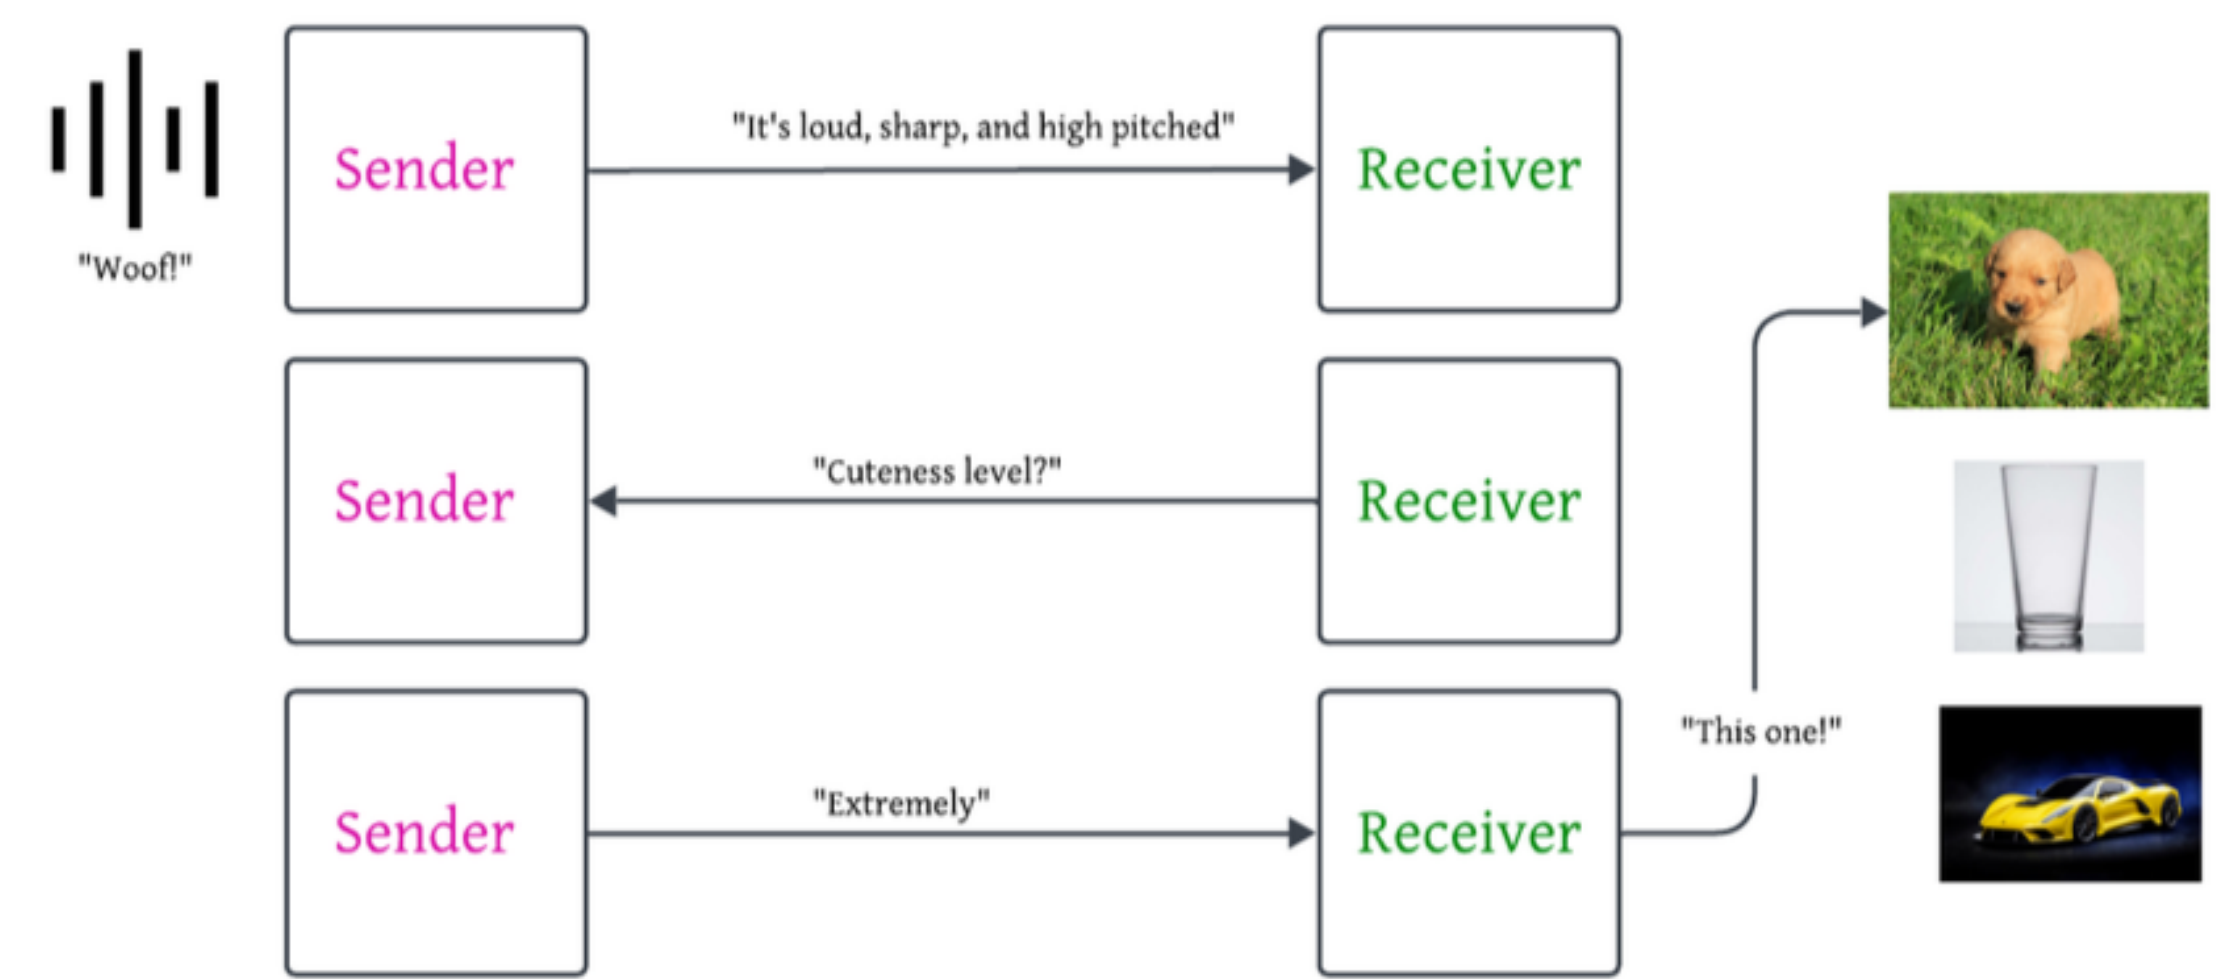 "Woof!"
Sender
"It's loud, sharp, and high pitched"
Receiver
Sender
"Cuteness level?"
Receiver
Sender
"Extremely"
Receiver
"This one!"